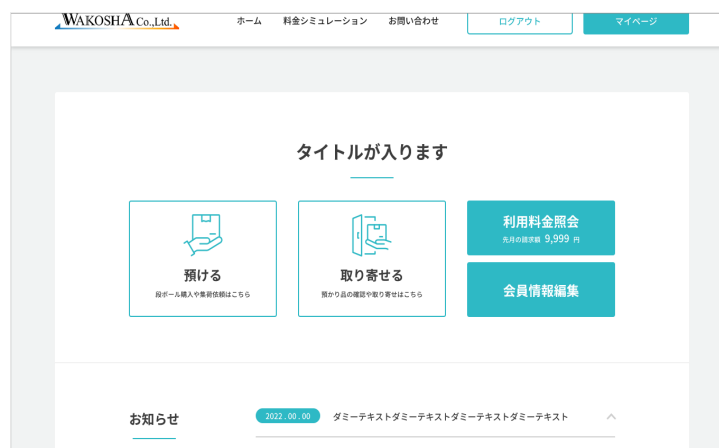 WAKOSHA Co.,Ltd.
ホーム 料金シミュレーション お問い合わせ ログアウト マイページ
タイトルが入ります
預ける
段ボール購入や集荷依頼はこちら
取り寄せる
預かり品の確認や取り寄せはこちら
利用料金照会
先月の請求額 9,999 円
会員情報編集
お知らせ
2022.00.00 ダミーテキストダミーテキストダミーテキストダミーテキスト